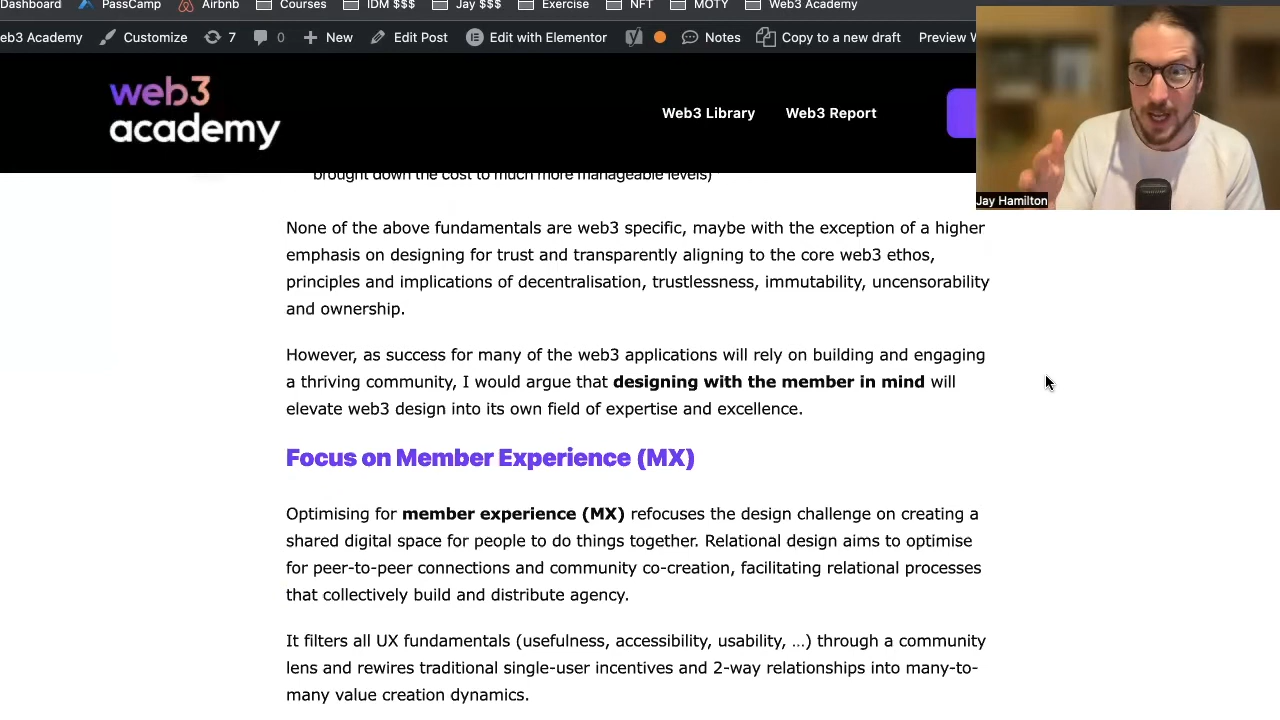 Dashboard PassCamp Airbnb Courses IDM $$$ Jay $$$ Exercise NFT MOTY Web3 Academy
eb3 Academy Customize 7 0 New Edit Post Edit with Elementor Notes Copy to a new draft Preview
web3
academy
Web3 Library Web3 Report
Jay Hamilton
brought down the cost to much more manageable levels)
None of the above fundamentals are web3 specific, maybe with the exception of a higher
emphasis on designing for trust and transparently aligning to the core web3 ethos,
principles and implications of decentralisation, trustlessness, immutability, uncensorability
and ownership.
However, as success for many of the web3 applications will rely on building and engaging
a thriving community, I would argue that designing with the member in mind will
elevate web3 design into its own field of expertise and excellence.
Focus on Member Experience (MX)
Optimising for member experience (MX) refocuses the design challenge on creating a
shared digital space for people to do things together. Relational design aims to optimise
for peer-to-peer connections and community co-creation, facilitating relational processes
that collectively build and distribute agency.
It filters all UX fundamentals (usefulness, accessibility, usability, ...) through a community
lens and rewires traditional single-user incentives and 2-way relationships into many-to-
many value creation dynamics.